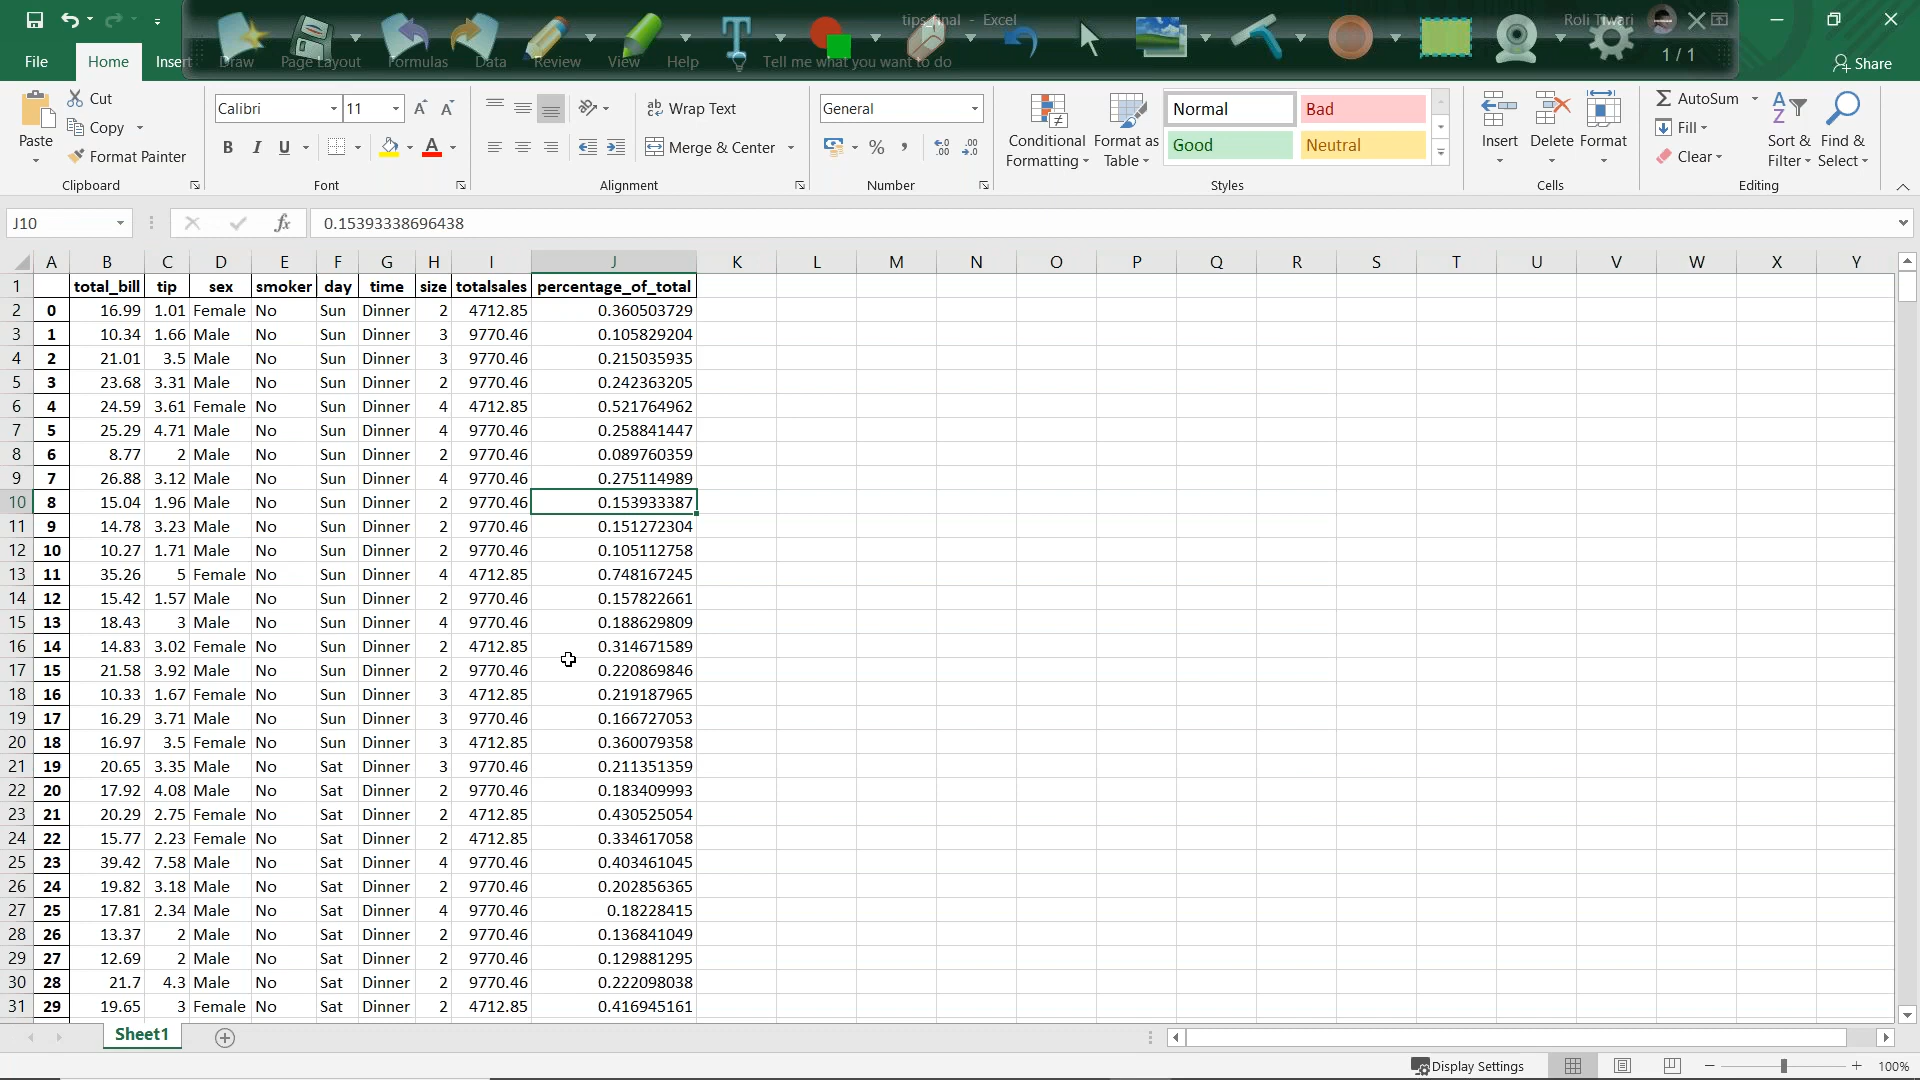 tips_final - Excel
Roli Tiwari
1 / 1
File Home Insert Draw Page Layout Formulas Data Review View Help Tell me what you want to do Share
Paste Cut Copy Format Painter Clipboard
Calibri 11 B I U Font
Wrap Text Merge & Center Alignment
General % , Number
Conditional Formatting Format as Table Normal Bad Good Neutral Styles
Insert Delete Format Cells
AutoSum Fill Clear Sort & Filter Find & Select Editing
J10 fx 0.15393338696438
A B C D E F G H I J K L M N O P Q R S T U V W X Y
1 total_bill tip sex smoker day time size totalsales percentage_of_total
2 0 16.99 1.01 Female No Sun Dinner 2 4712.85 0.360503729
3 1 10.34 1.66 Male No Sun Dinner 3 9770.46 0.105829204
4 2 21.01 3.5 Male No Sun Dinner 3 9770.46 0.215035935
5 3 23.68 3.31 Male No Sun Dinner 2 9770.46 0.242363205
6 4 24.59 3.61 Female No Sun Dinner 4 4712.85 0.521764962
7 5 25.29 4.71 Male No Sun Dinner 4 9770.46 0.258841447
8 6 8.77 2 Male No Sun Dinner 2 9770.46 0.089760359
9 7 26.88 3.12 Male No Sun Dinner 4 9770.46 0.275114989
10 8 15.04 1.96 Male No Sun Dinner 2 9770.46 0.153933387
11 9 14.78 3.23 Male No Sun Dinner 2 9770.46 0.151272304
12 10 10.27 1.71 Male No Sun Dinner 2 9770.46 0.105112758
13 11 35.26 5 Female No Sun Dinner 4 4712.85 0.748167245
14 12 15.42 1.57 Male No Sun Dinner 2 9770.46 0.157822661
15 13 18.43 3 Male No Sun Dinner 4 9770.46 0.188629809
16 14 14.83 3.02 Female No Sun Dinner 2 4712.85 0.314671589
17 15 21.58 3.92 Male No Sun Dinner 2 9770.46 0.220869846
18 16 10.33 1.67 Female No Sun Dinner 3 4712.85 0.219187965
19 17 16.29 3.71 Male No Sun Dinner 3 9770.46 0.166727053
20 18 16.97 3.5 Female No Sun Dinner 3 4712.85 0.360079358
21 19 20.65 3.35 Male No Sat Dinner 3 9770.46 0.211351359
22 20 17.92 4.08 Male No Sat Dinner 2 9770.46 0.183409993
23 21 20.29 2.75 Female No Sat Dinner 2 4712.85 0.430525054
24 22 15.77 2.23 Female No Sat Dinner 2 4712.85 0.334617058
25 23 39.42 7.58 Male No Sat Dinner 4 9770.46 0.403461045
26 24 19.82 3.18 Male No Sat Dinner 2 9770.46 0.202856365
27 25 17.81 2.34 Male No Sat Dinner 4 9770.46 0.18228415
28 26 13.37 2 Male No Sat Dinner 2 9770.46 0.136841049
29 27 12.69 2 Male No Sat Dinner 2 9770.46 0.129881295
30 28 21.7 4.3 Male No Sat Dinner 2 9770.46 0.222098038
31 29 19.65 3 Female No Sat Dinner 2 4712.85 0.416945161
Sheet1
Display Settings 100%